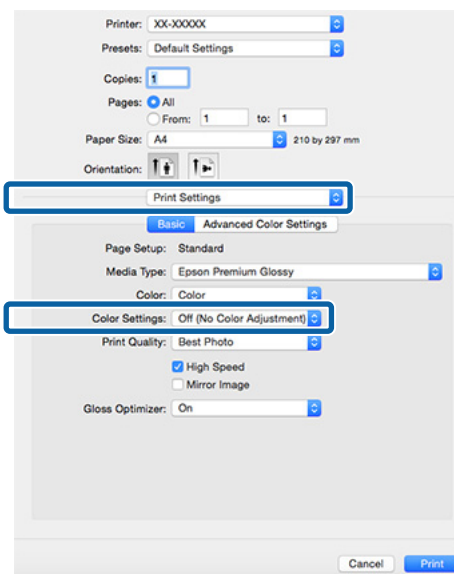 Printer: XX-XXXXX
Presets: Default Settings
Copies: 1
Pages: All
From: 1 to: 1
Paper Size: A4 210 by 297 mm
Orientation:
Print Settings
Basic Advanced Color Settings
Page Setup: Standard
Media Type: Epson Premium Glossy
Color: Color
Color Settings: Off (No Color Adjustment)
Print Quality: Best Photo
High Speed
Mirror Image
Gloss Optimizer: On
Cancel Print